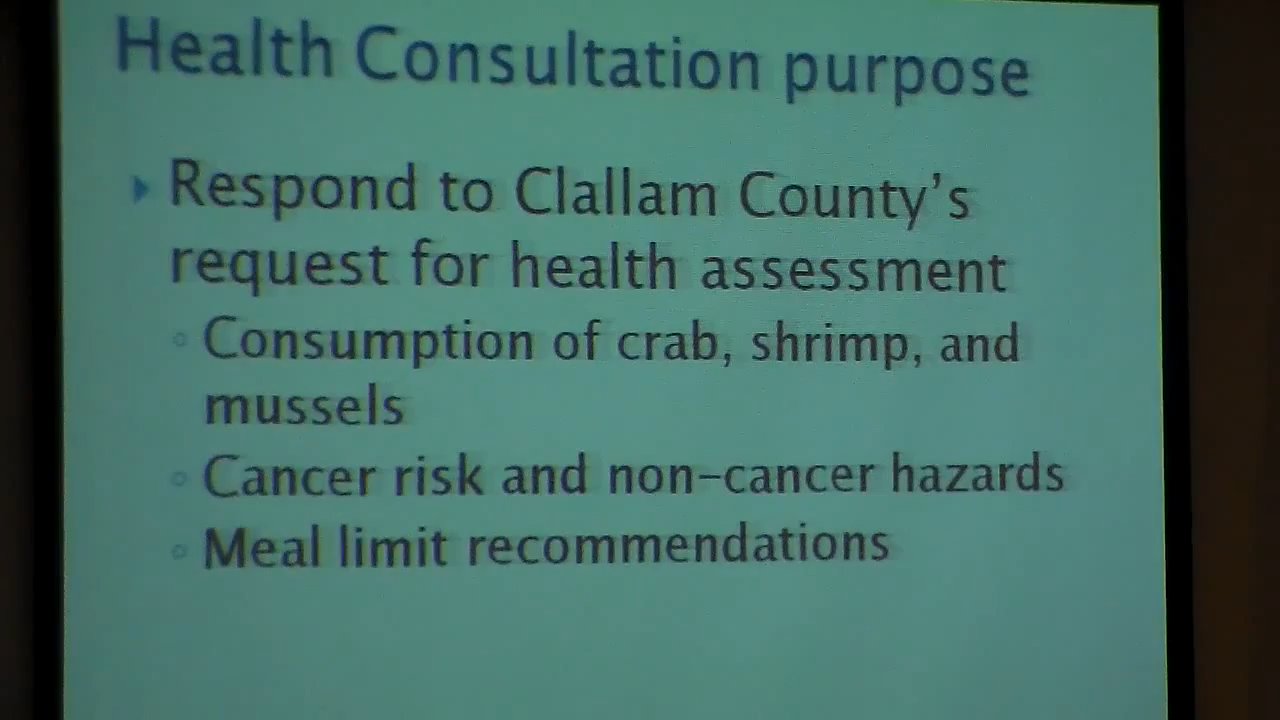 Health Consultation purpose
Respond to Clallam County's
request for health assessment
Consumption of crab, shrimp, and
mussels
Cancer risk and non-cancer hazards
Meal limit recommendations